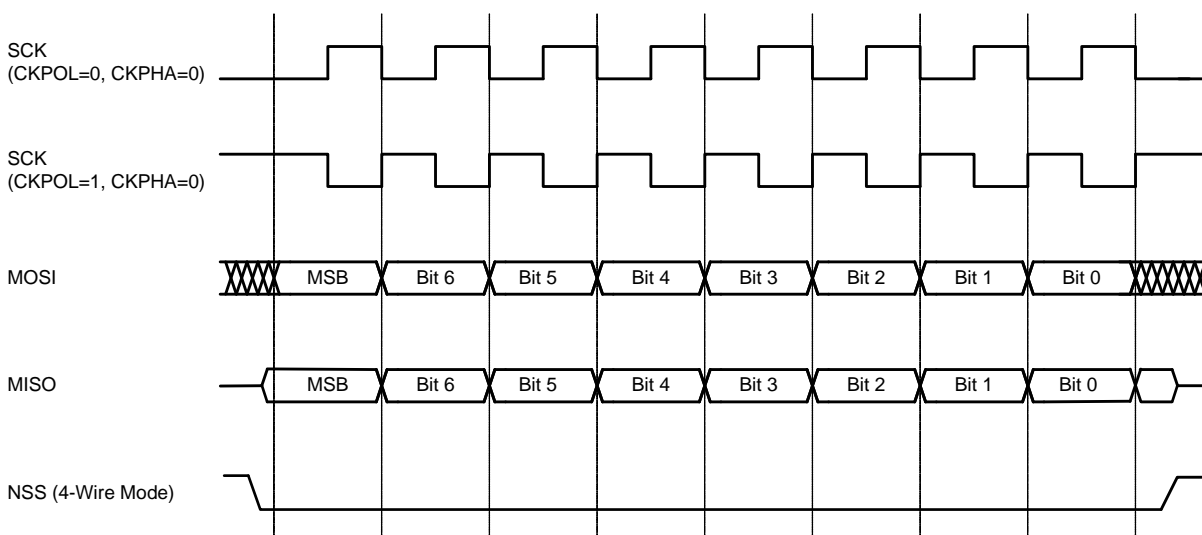 SCK
(CKPOL=0, CKPHA=0)
SCK
(CKPOL=1, CKPHA=0)
MOSI
MSB Bit 6 Bit 5 Bit 4 Bit 3 Bit 2 Bit 1 Bit 0
MISO
MSB Bit 6 Bit 5 Bit 4 Bit 3 Bit 2 Bit 1 Bit 0
NSS (4-Wire Mode)